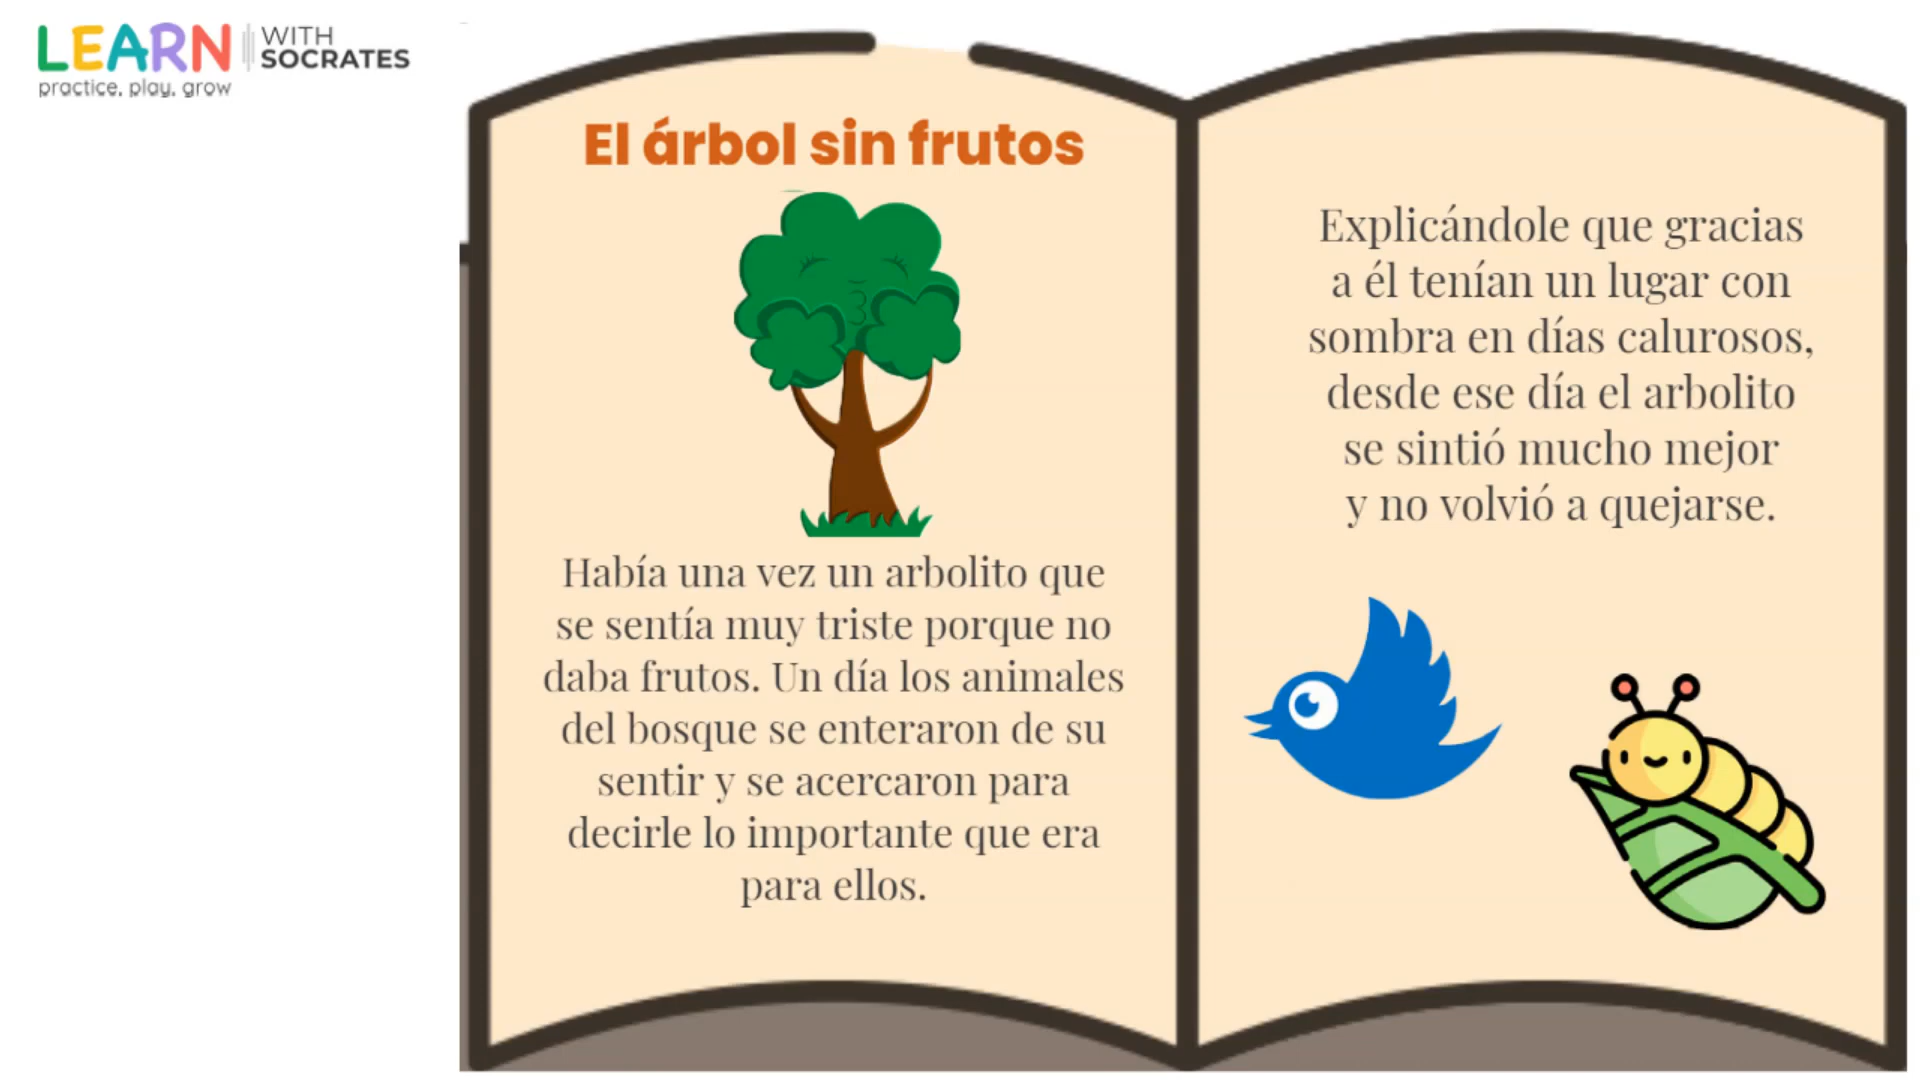 LEARN
WITH
SOCRATES
practice, play, grow
El árbol sin frutos
Había una vez un arbolito que
se sentía muy triste porque no
daba frutos. Un día los animales
del bosque se enteraron de su
sentir y se acercaron para
decirle lo importante que era
para ellos.
Explicándole que gracias
a él tenían un lugar con
sombra en días calurosos,
desde ese día el arbolito
se sintió mucho mejor
y no volvió a quejarse.